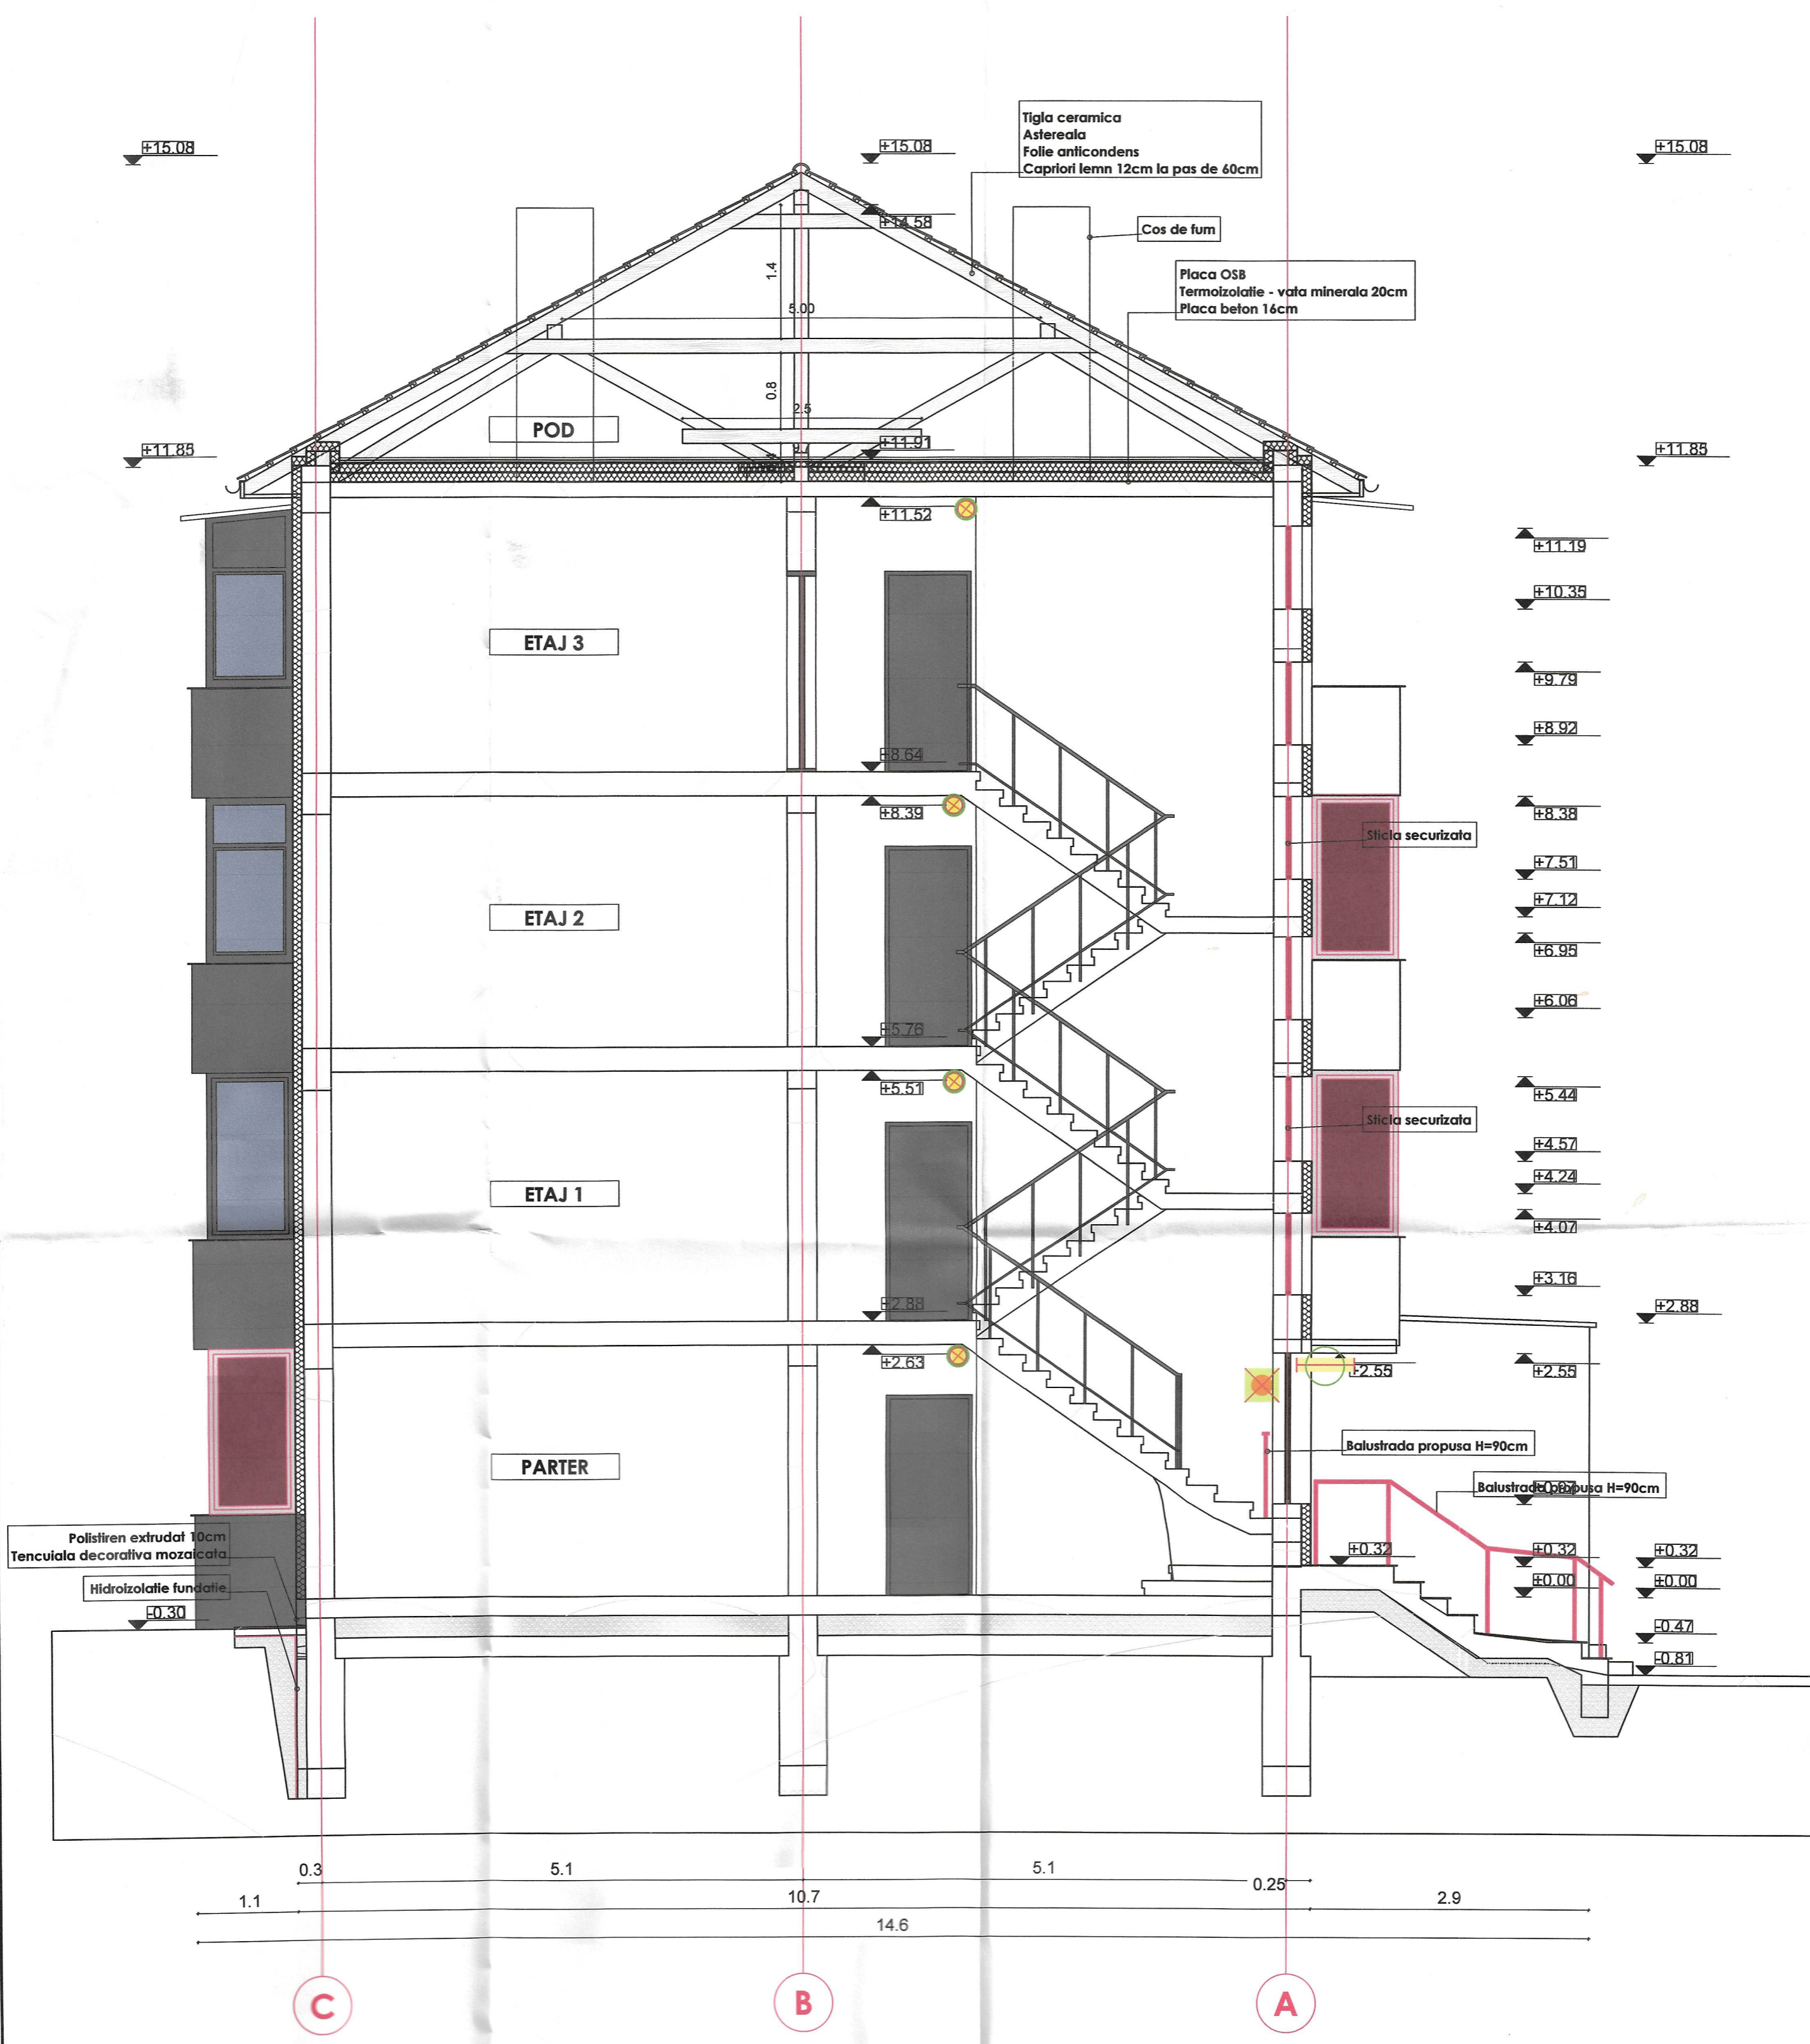 +15.08
+15.08
+15.08
Tigla ceramica
Astereala
Folie anticondens
Capriori lemn 12cm la pas de 60cm
+14.58
Cos de fum
1.4
Placa OSB
Termoizolatie - vata minerala 20cm
Placa beton 16cm
5.00
0.8
2.5
POD
+11.91
+11.85
+11.85
+11.52
+11.19
+10.35
ETAJ 3
+9.79
+8.92
+8.64
+8.39
+8.38
Sticla securizata
+7.51
+7.12
ETAJ 2
+6.95
+6.06
+5.76
+5.51
+5.44
Sticla securizata
+4.57
+4.24
ETAJ 1
+4.07
+3.16
+2.88
+2.88
+2.63
+2.55
+2.55
Balustrada propusa H=90cm
PARTER
Balustrada propusa H=90cm
Polistiren extrudat 10cm
Tencuiala decorativa mozaicata
+0.32
+0.32
+0.32
Hidroizolatie fundatie
+0.00
+0.00
-0.30
-0.47
-0.81
0.3
5.1
5.1
0.25
1.1
10.7
2.9
14.6
C
B
A